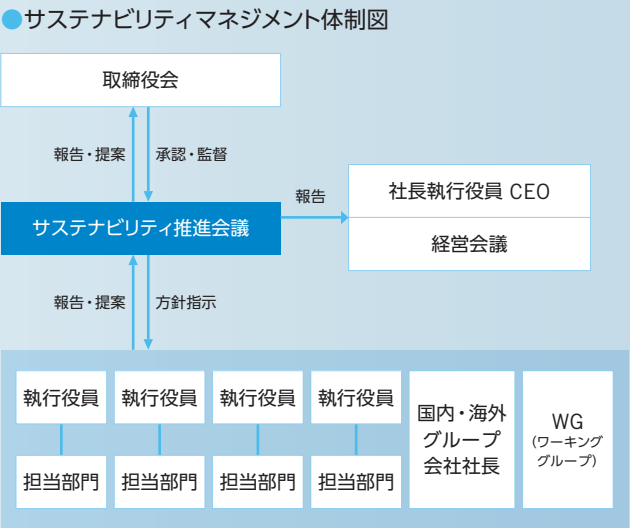 ●サステナビリティマネジメント体制図
取締役会
報告・提案
承認・監督
サステナビリティ推進会議
報告
社長執行役員 CEO
経営会議
報告・提案
方針指示
執行役員
執行役員
執行役員
執行役員
担当部門
担当部門
担当部門
担当部門
国内・海外
グループ
会社社長
WG
(ワーキング
グループ)